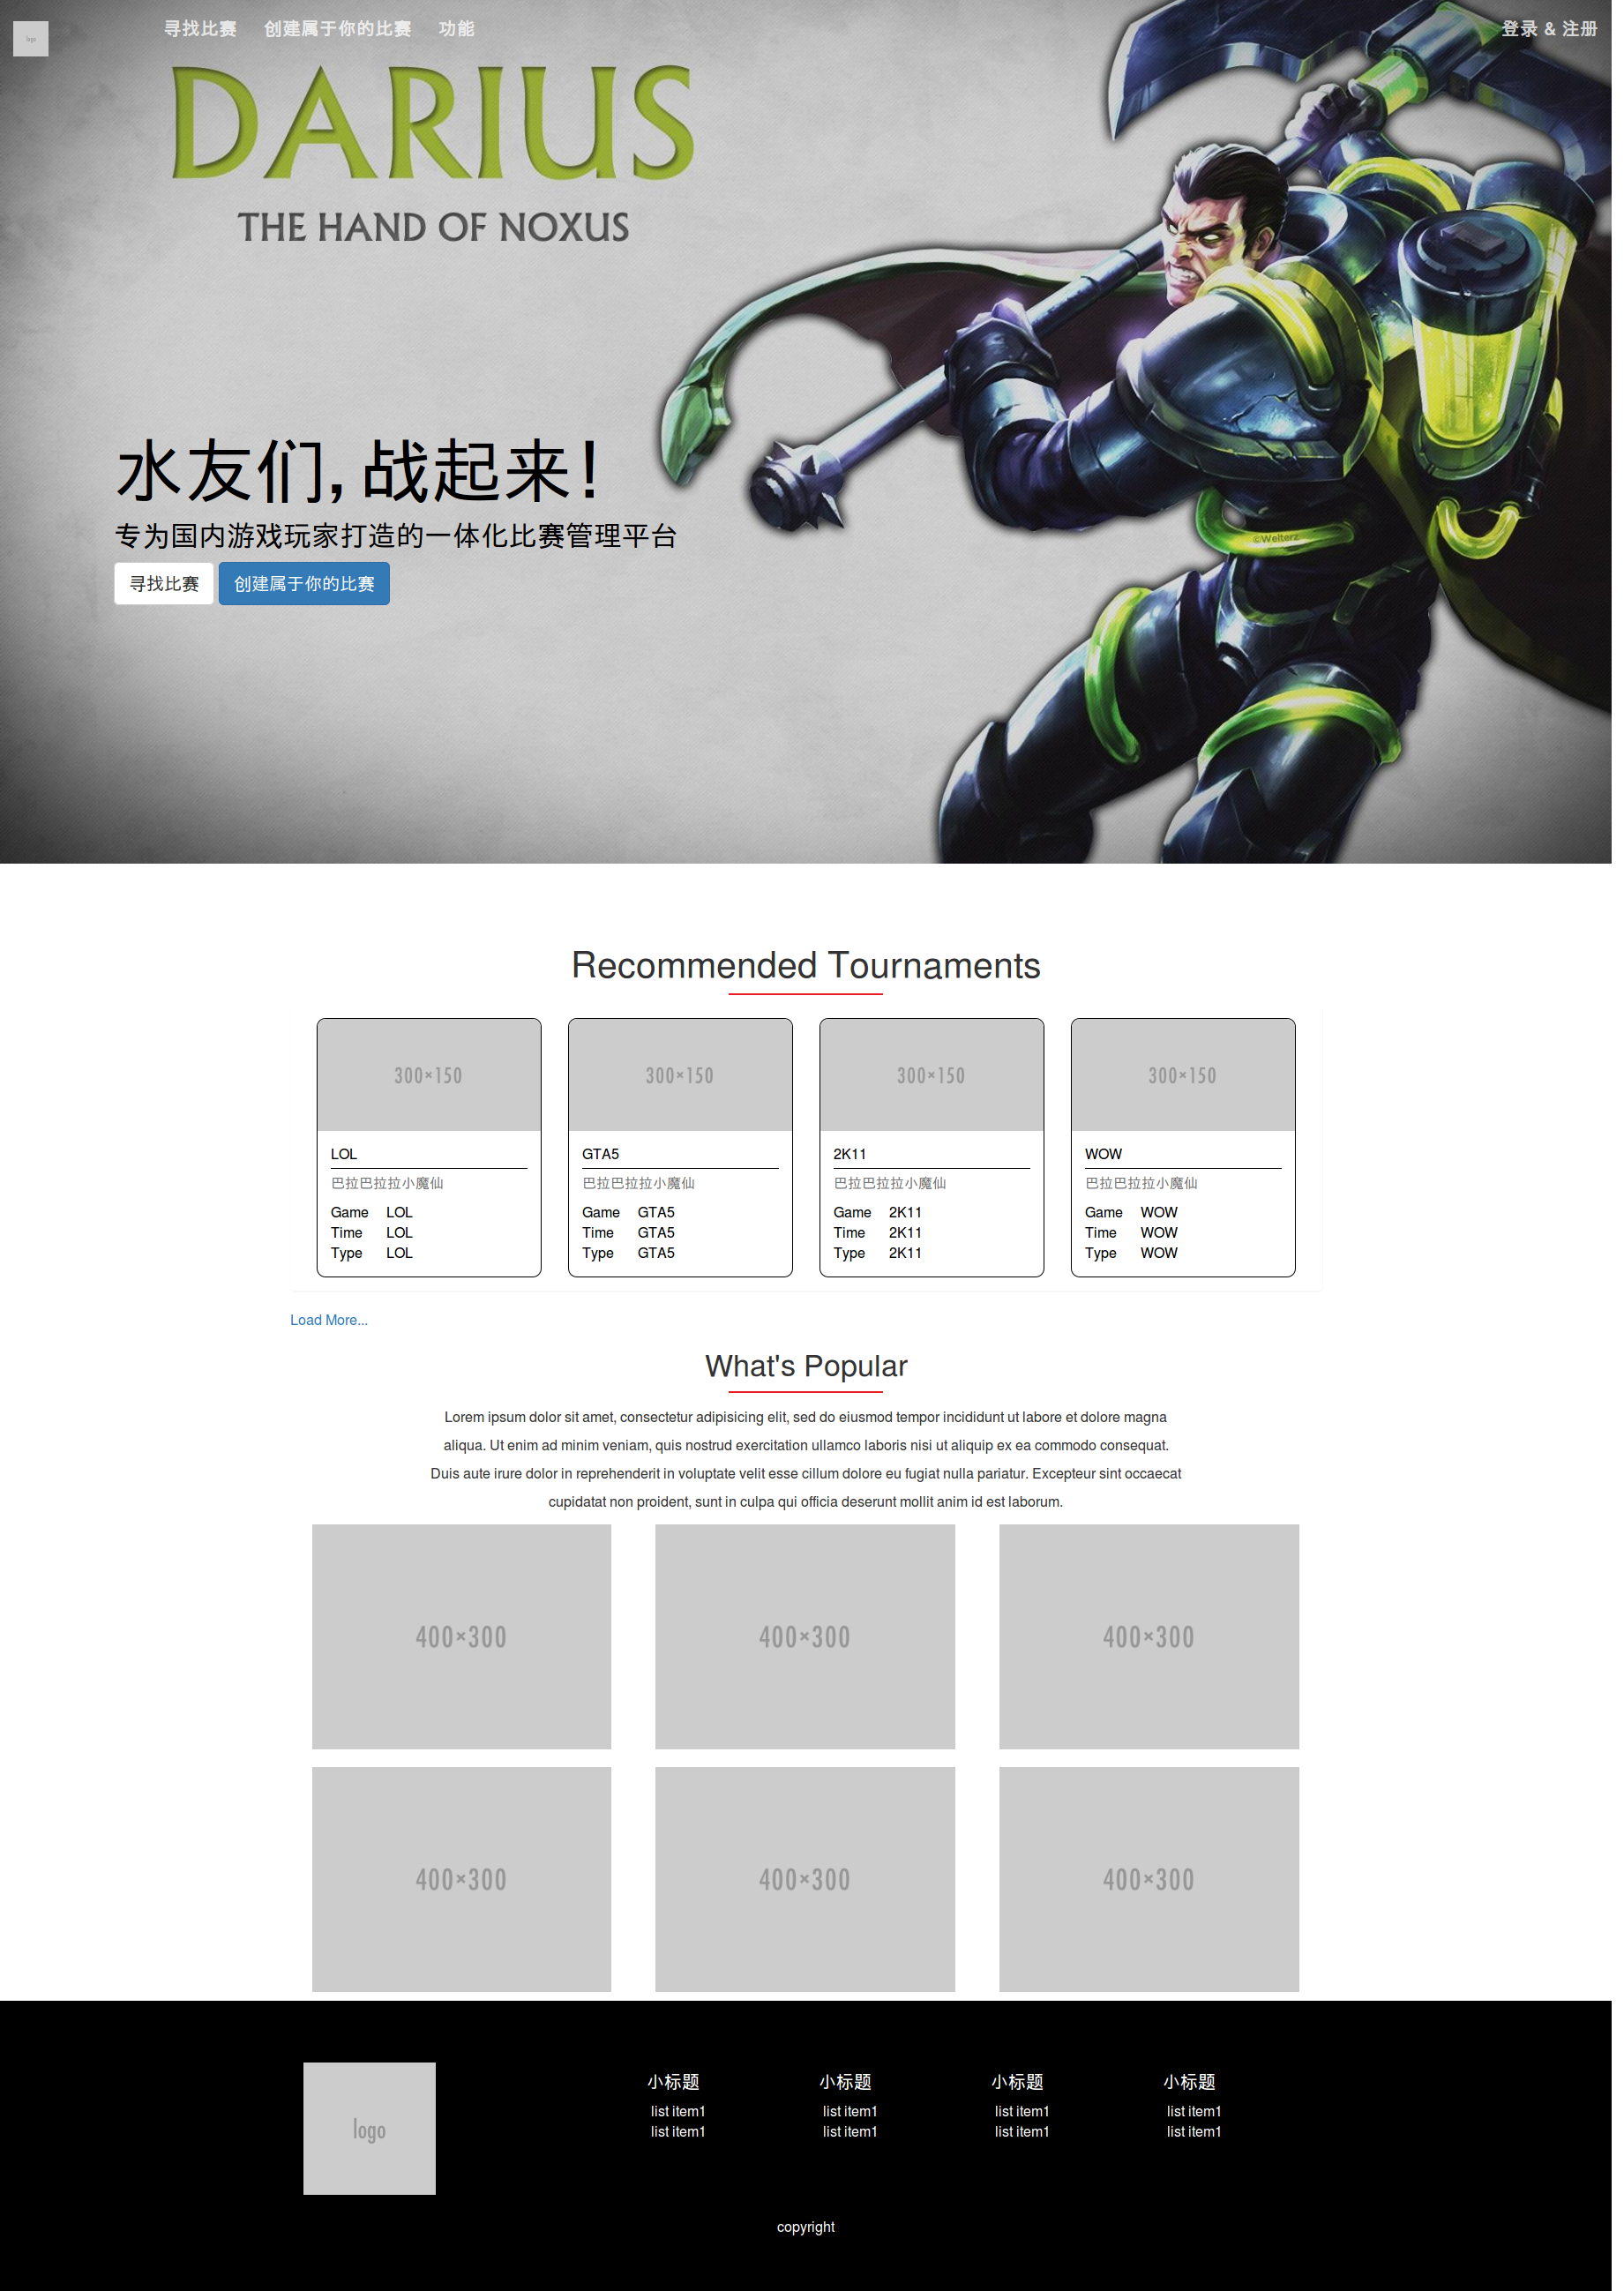 logo
寻找比赛 创建属于你的比赛 功能 登录 & 注册
DARIUS
THE HAND OF NOXUS
水友们,战起来!
专为国内游戏玩家打造的一体化比赛管理平台
寻找比赛 创建属于你的比赛
©Welterz
Recommended Tournaments
300×150 300×150 300×150 300×150
LOL GTA5 2K11 WOW
巴拉巴拉拉小魔仙 巴拉巴拉拉小魔仙 巴拉巴拉拉小魔仙 巴拉巴拉拉小魔仙
Game LOL Game GTA5 Game 2K11 Game WOW
Time LOL Time GTA5 Time 2K11 Time WOW
Type LOL Type GTA5 Type 2K11 Type WOW
Load More...
What's Popular
Lorem ipsum dolor sit amet, consectetur adipisicing elit, sed do eiusmod tempor incididunt ut labore et dolore magna
aliqua. Ut enim ad minim veniam, quis nostrud exercitation ullamco laboris nisi ut aliquip ex ea commodo consequat.
Duis aute irure dolor in reprehenderit in voluptate velit esse cillum dolore eu fugiat nulla pariatur. Excepteur sint occaecat
cupidatat non proident, sunt in culpa qui officia deserunt mollit anim id est laborum.
400×300 400×300 400×300
400×300 400×300 400×300
logo
小标题 小标题 小标题 小标题
list item1 list item1 list item1 list item1
list item1 list item1 list item1 list item1
copyright